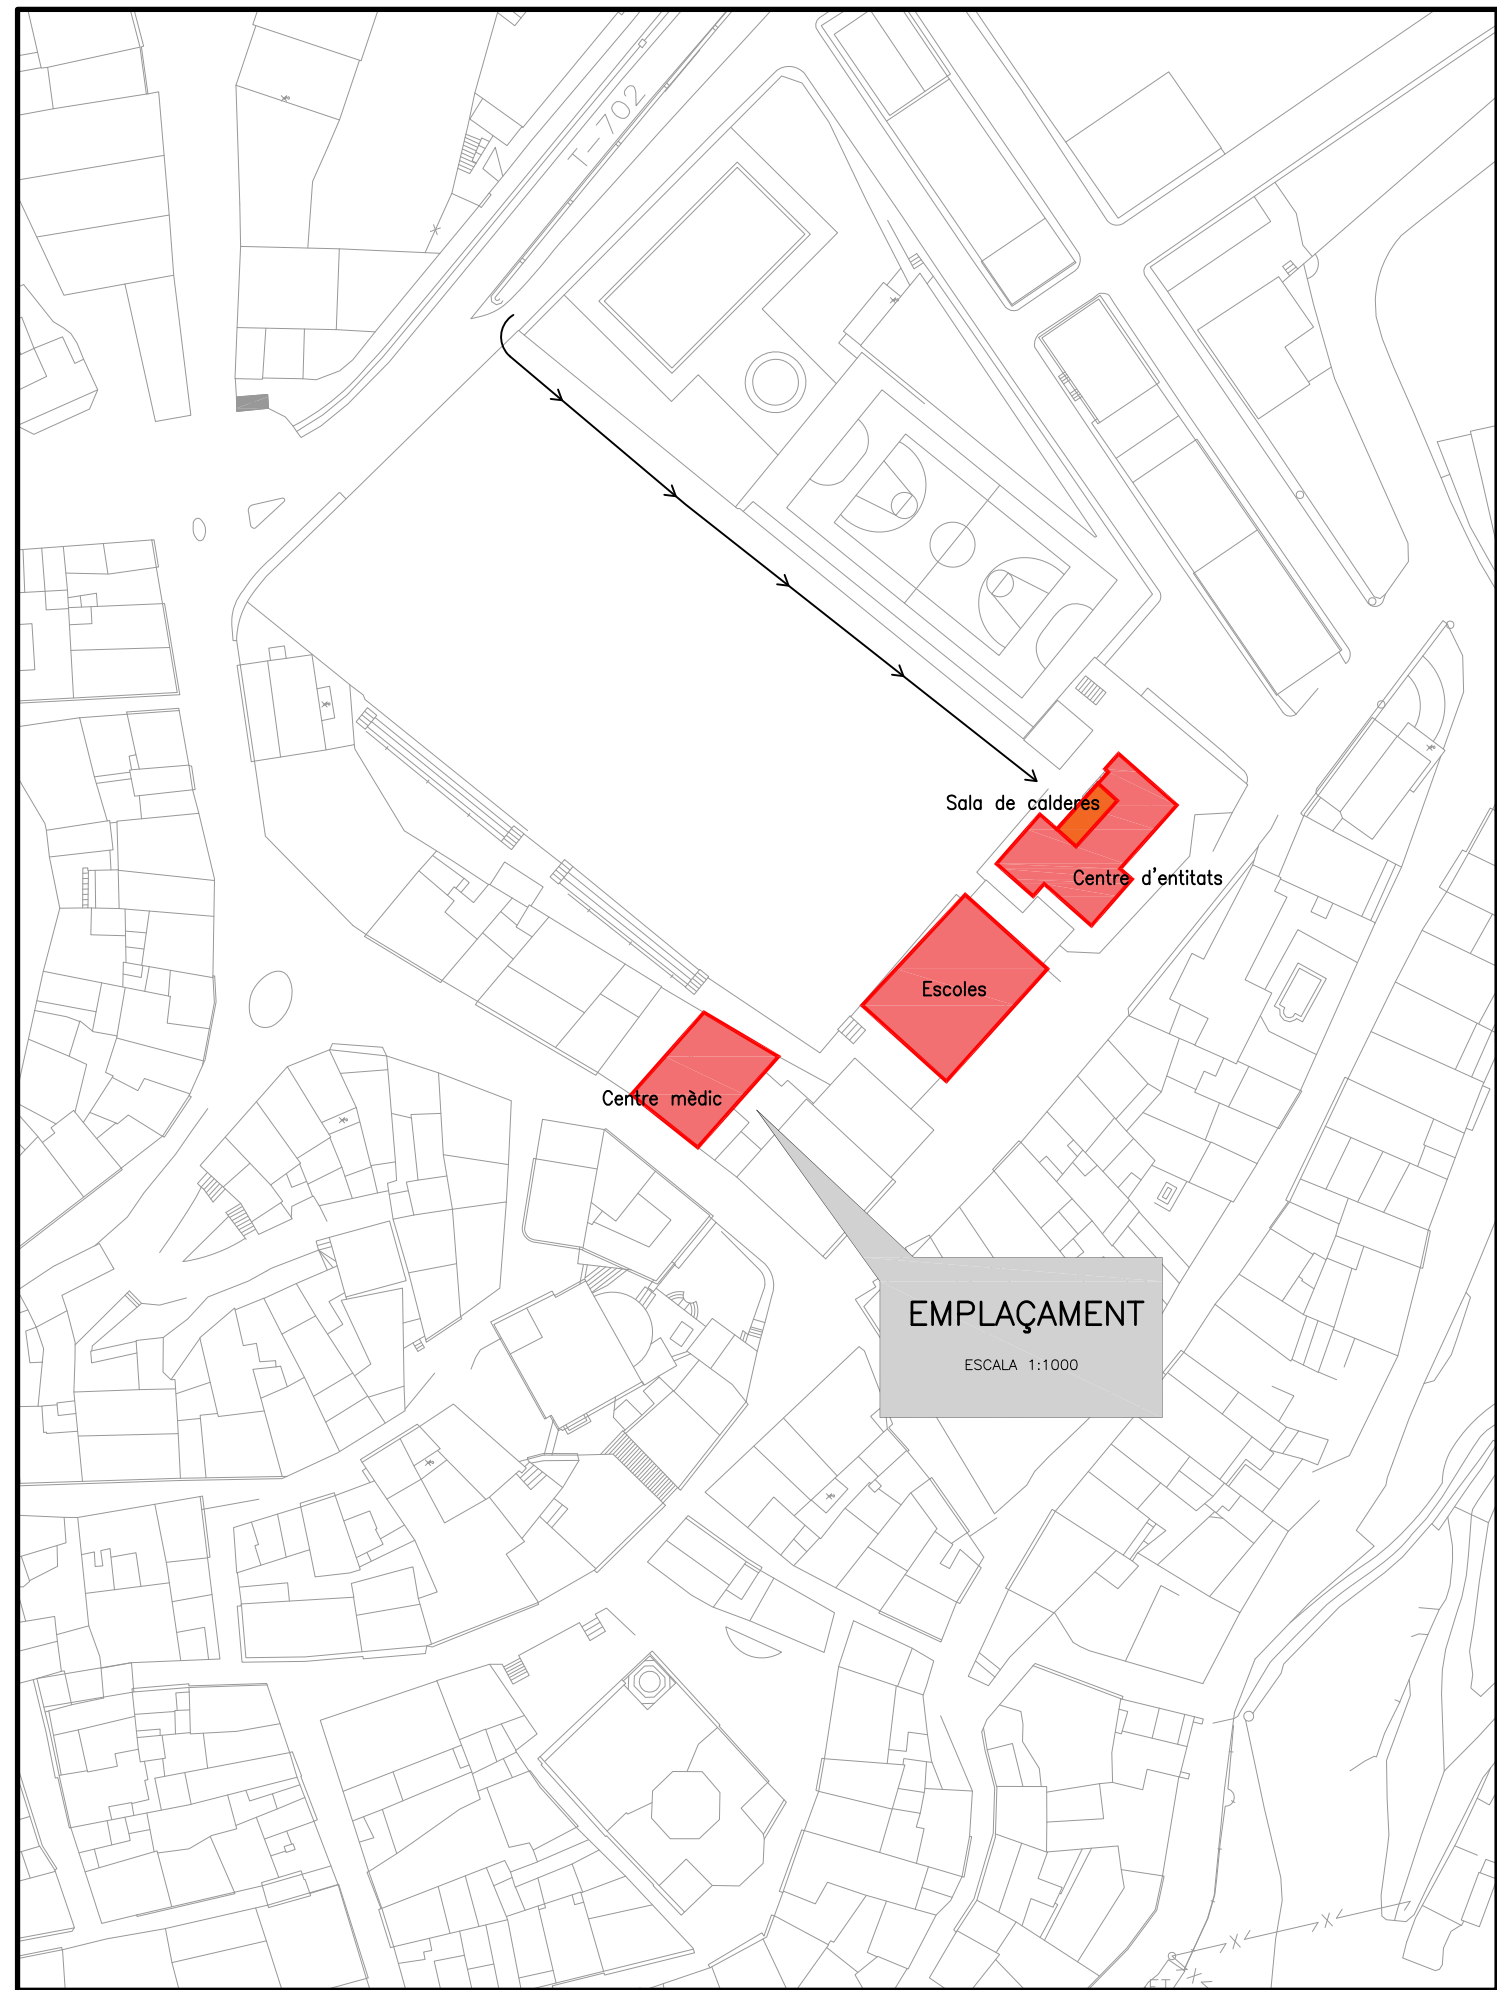 T-702
Sala de calderes
Centre d'entitats
Escoles
Centre mèdic
EMPLAÇAMENT
ESCALA 1:1000